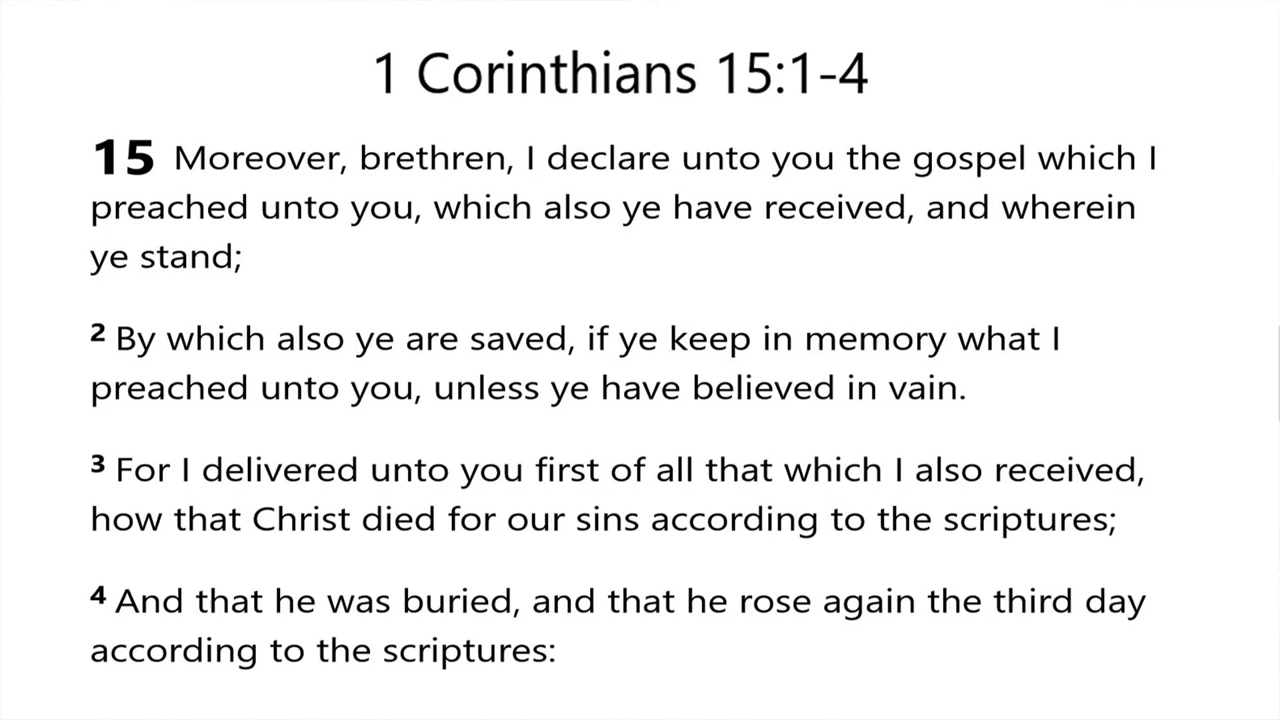 1 Corinthians 15:1-4
15 Moreover, brethren, I declare unto you the gospel which I
preached unto you, which also ye have received, and wherein
ye stand;
2 By which also ye are saved, if ye keep in memory what I
preached unto you, unless ye have believed in vain.
3 For I delivered unto you first of all that which I also received,
how that Christ died for our sins according to the scriptures;
4 And that he was buried, and that he rose again the third day
according to the scriptures: